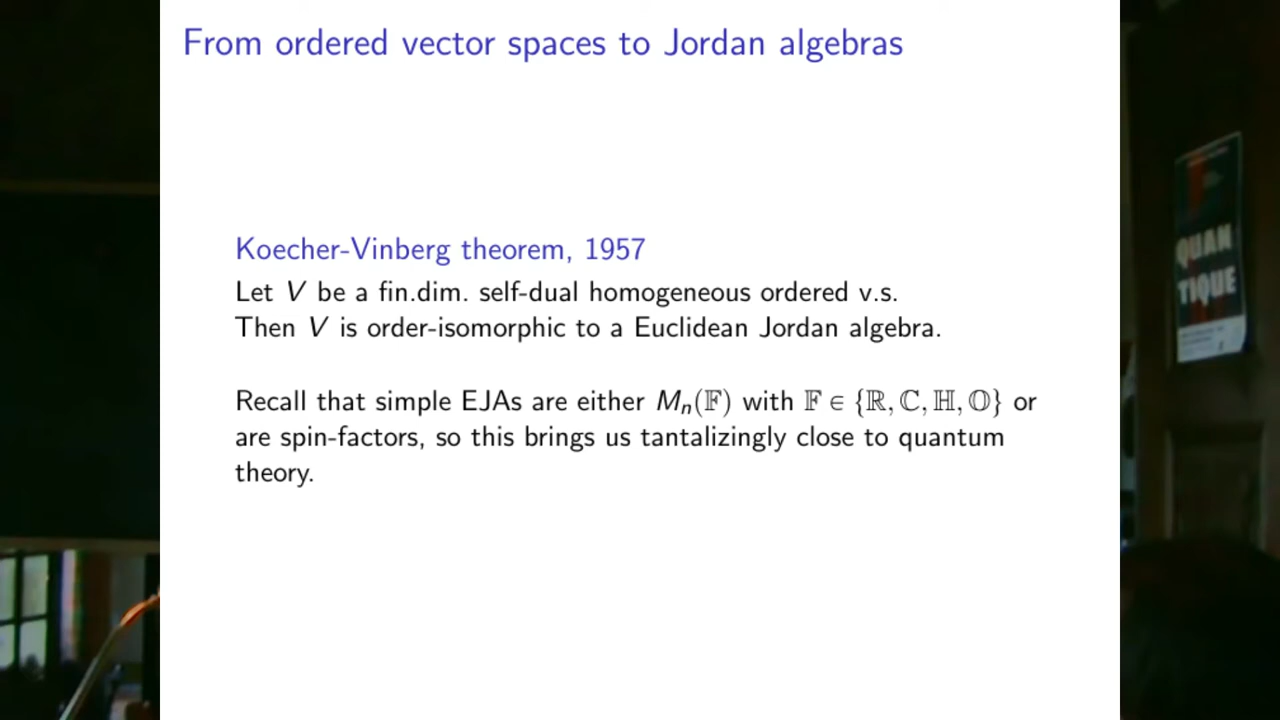 From ordered vector spaces to Jordan algebras
Koecher-Vinberg theorem, 1957
Let V be a fin.dim. self-dual homogeneous ordered v.s.
Then V is order-isomorphic to a Euclidean Jordan algebra.
Recall that simple EJAs are either Mₙ(𝔽) with 𝔽 ∈ {ℝ, ℂ, ℍ, 𝕆} or
are spin-factors, so this brings us tantalizingly close to quantum
theory.
QUAN
TIQUE